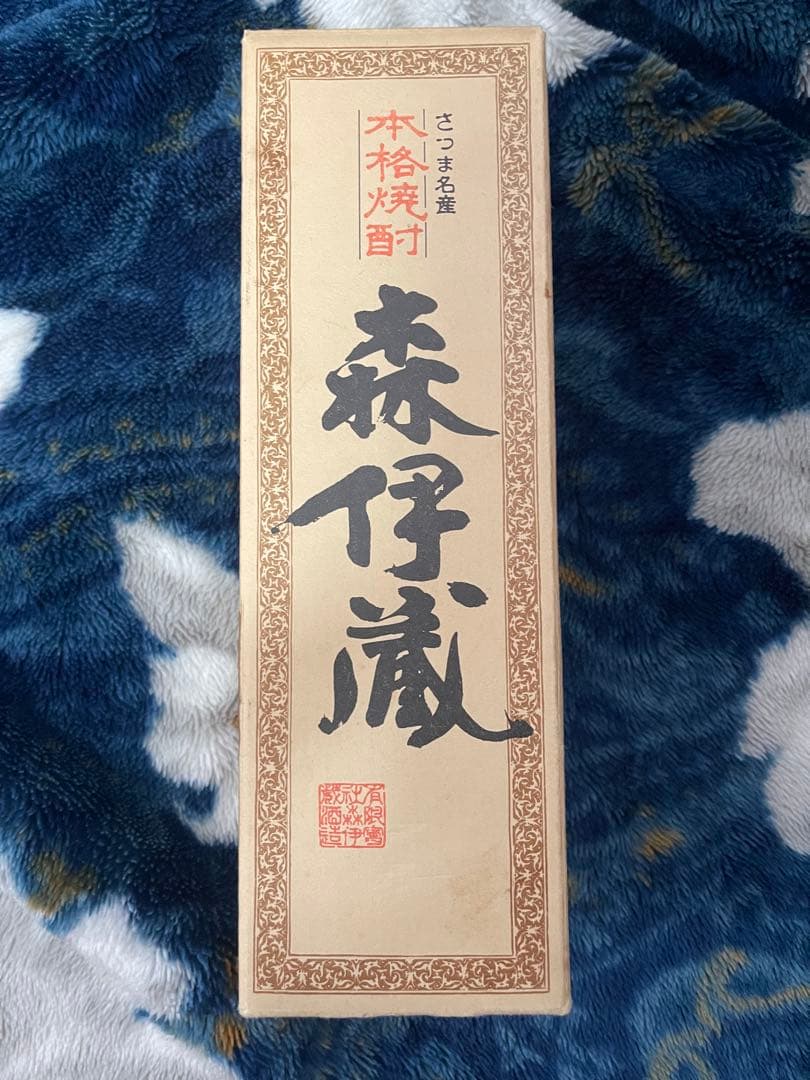 さつま名産
本格焼酎
森伊蔵
有限會
社森伊
蔵酒造